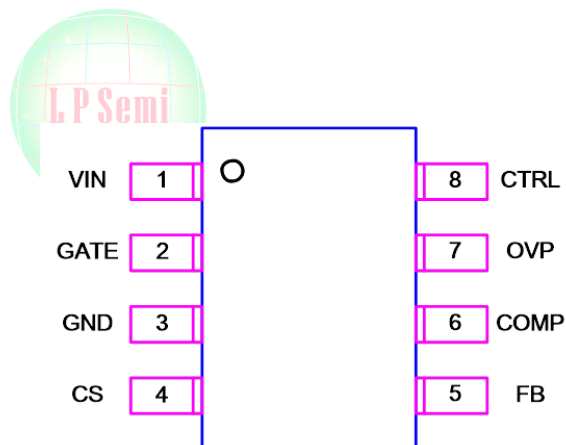 L P Semi
VIN 1 8 CTRL
GATE 2 7 OVP
GND 3 6 COMP
CS 4 5 FB